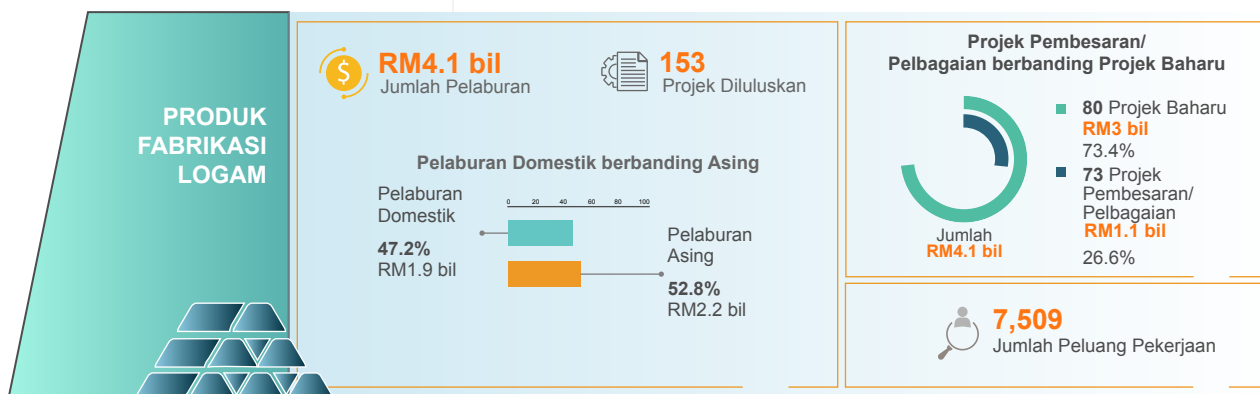 PRODUK
FABRIKASI
LOGAM
RM4.1 bil
Jumlah Pelaburan
153
Projek Diluluskan
Pelaburan Domestik berbanding Asing
Pelaburan
Domestik
47.2%
RM1.9 bil
0 20 40 60 80 100
Pelaburan
Asing
52.8%
RM2.2 bil
Projek Pembesaran/
Pelbagaian berbanding Projek Baharu
Jumlah
RM4.1 bil
80 Projek Baharu
RM3 bil
73.4%
73 Projek
Pembesaran/
Pelbagaian
RM1.1 bil
26.6%
7,509
Jumlah Peluang Pekerjaan